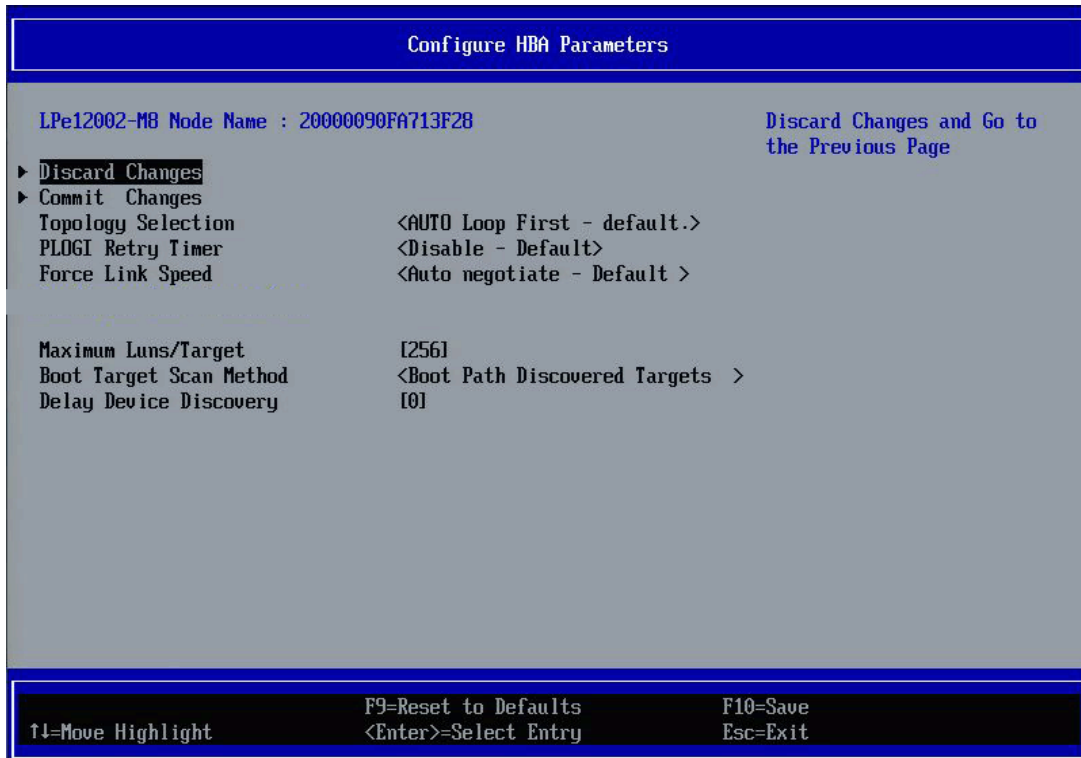 Configure HBA Parameters
LPe12002-M8 Node Name : 20000090FA713F28
Discard Changes and Go to
the Previous Page
Discard Changes
Commit  Changes
Topology Selection <AUTO Loop First - default.>
PLOGI Retry Timer <Disable - Default>
Force Link Speed <Auto negotiate - Default >
Maximum Luns/Target [256]
Boot Target Scan Method <Boot Path Discovered Targets  >
Delay Device Discovery [0]
F9=Reset to Defaults F10=Save
↑↓=Move Highlight <Enter>=Select Entry Esc=Exit